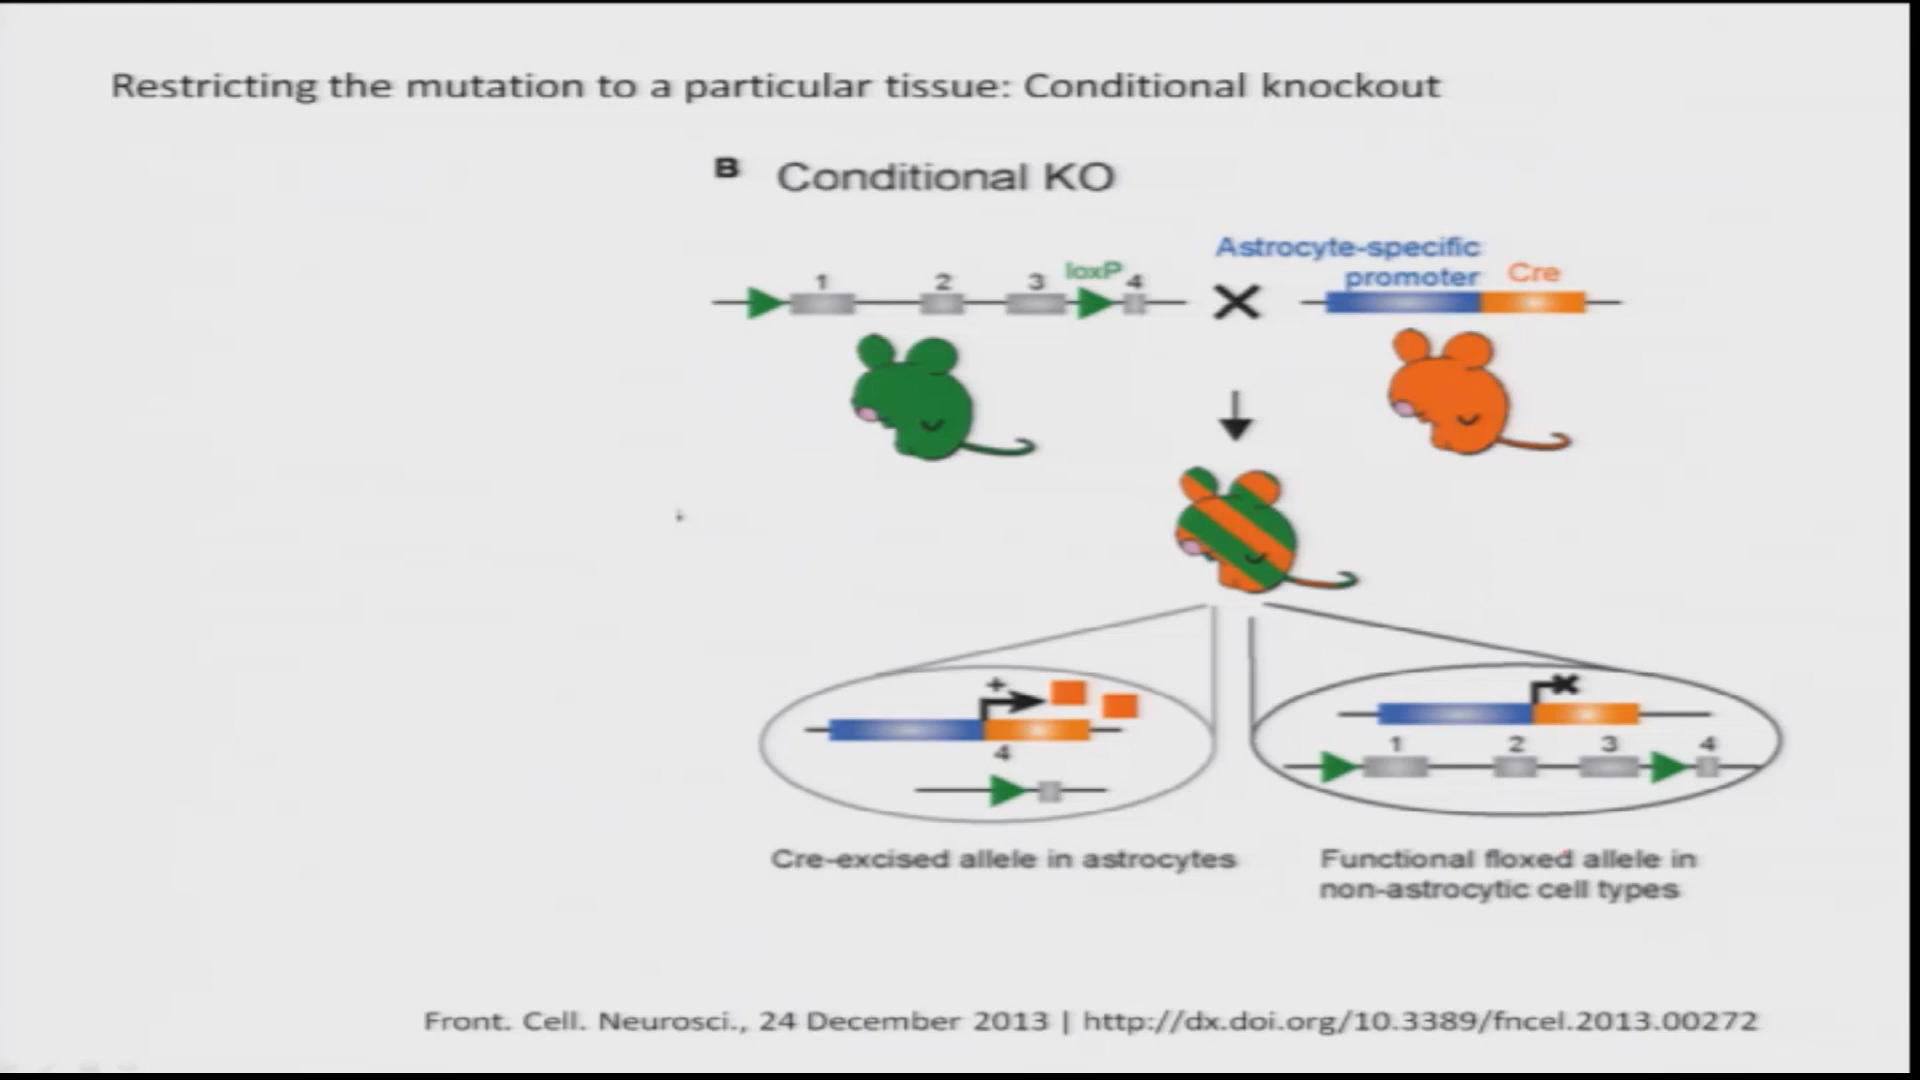 Restricting the mutation to a particular tissue: Conditional knockout
B Conditional KO
Astrocyte-specific
promoter Cre
1 2 3 loxP 4
+
4
1 2 3 4
Cre-excised allele in astrocytes
Functional floxed allele in
non-astrocytic cell types
Front. Cell. Neurosci., 24 December 2013 | http://dx.doi.org/10.3389/fncel.2013.00272